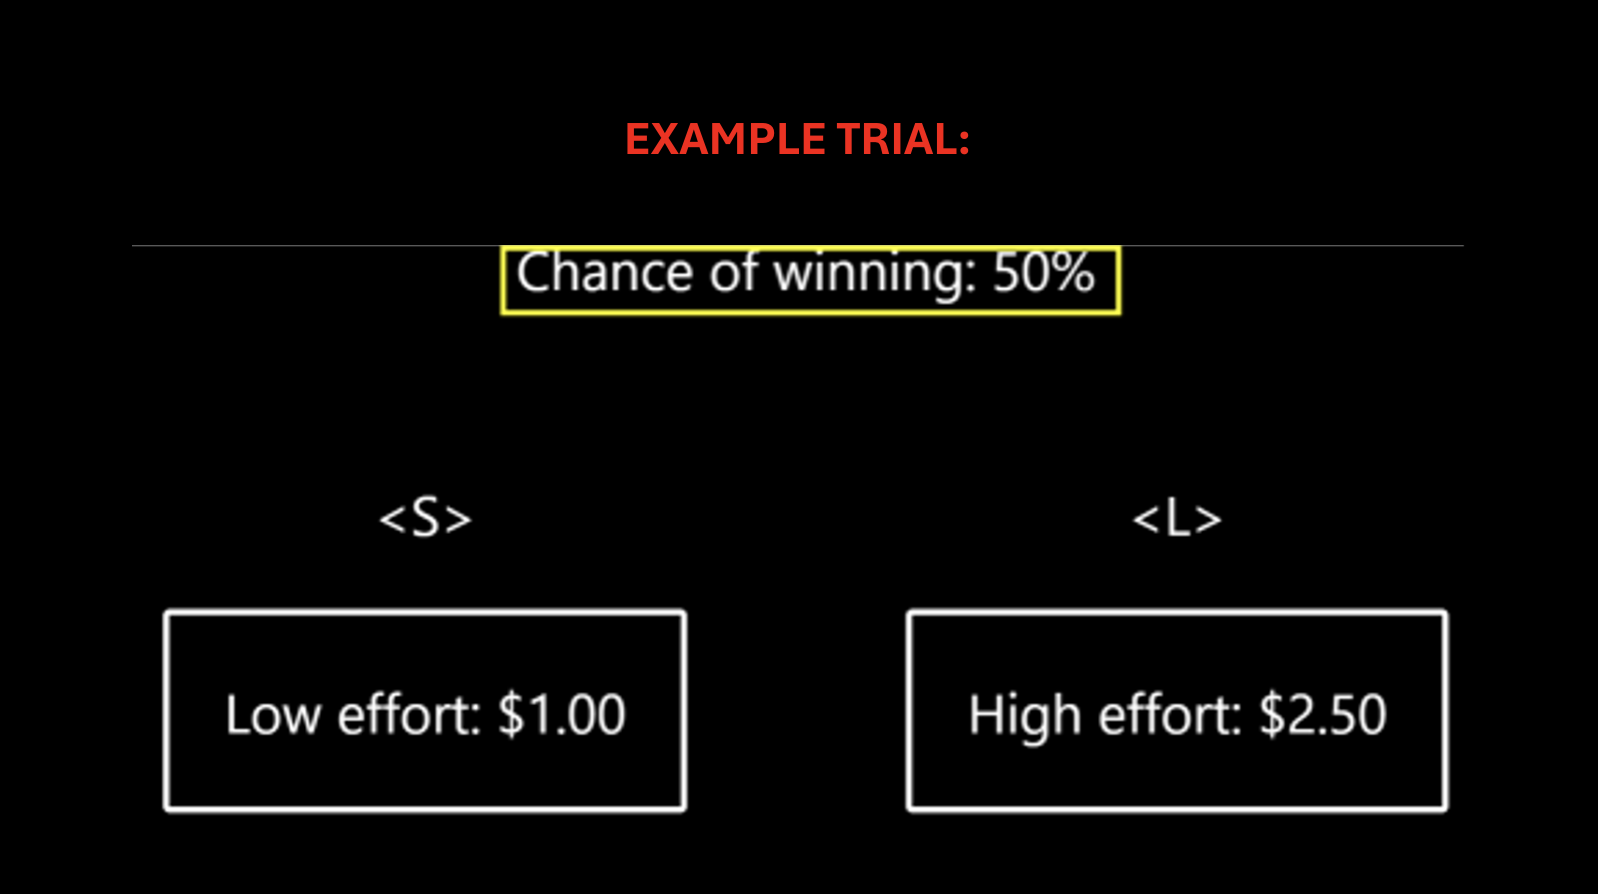 EXAMPLE TRIAL:
Chance of winning: 50%
<S>
<L>
Low effort: $1.00
High effort: $2.50